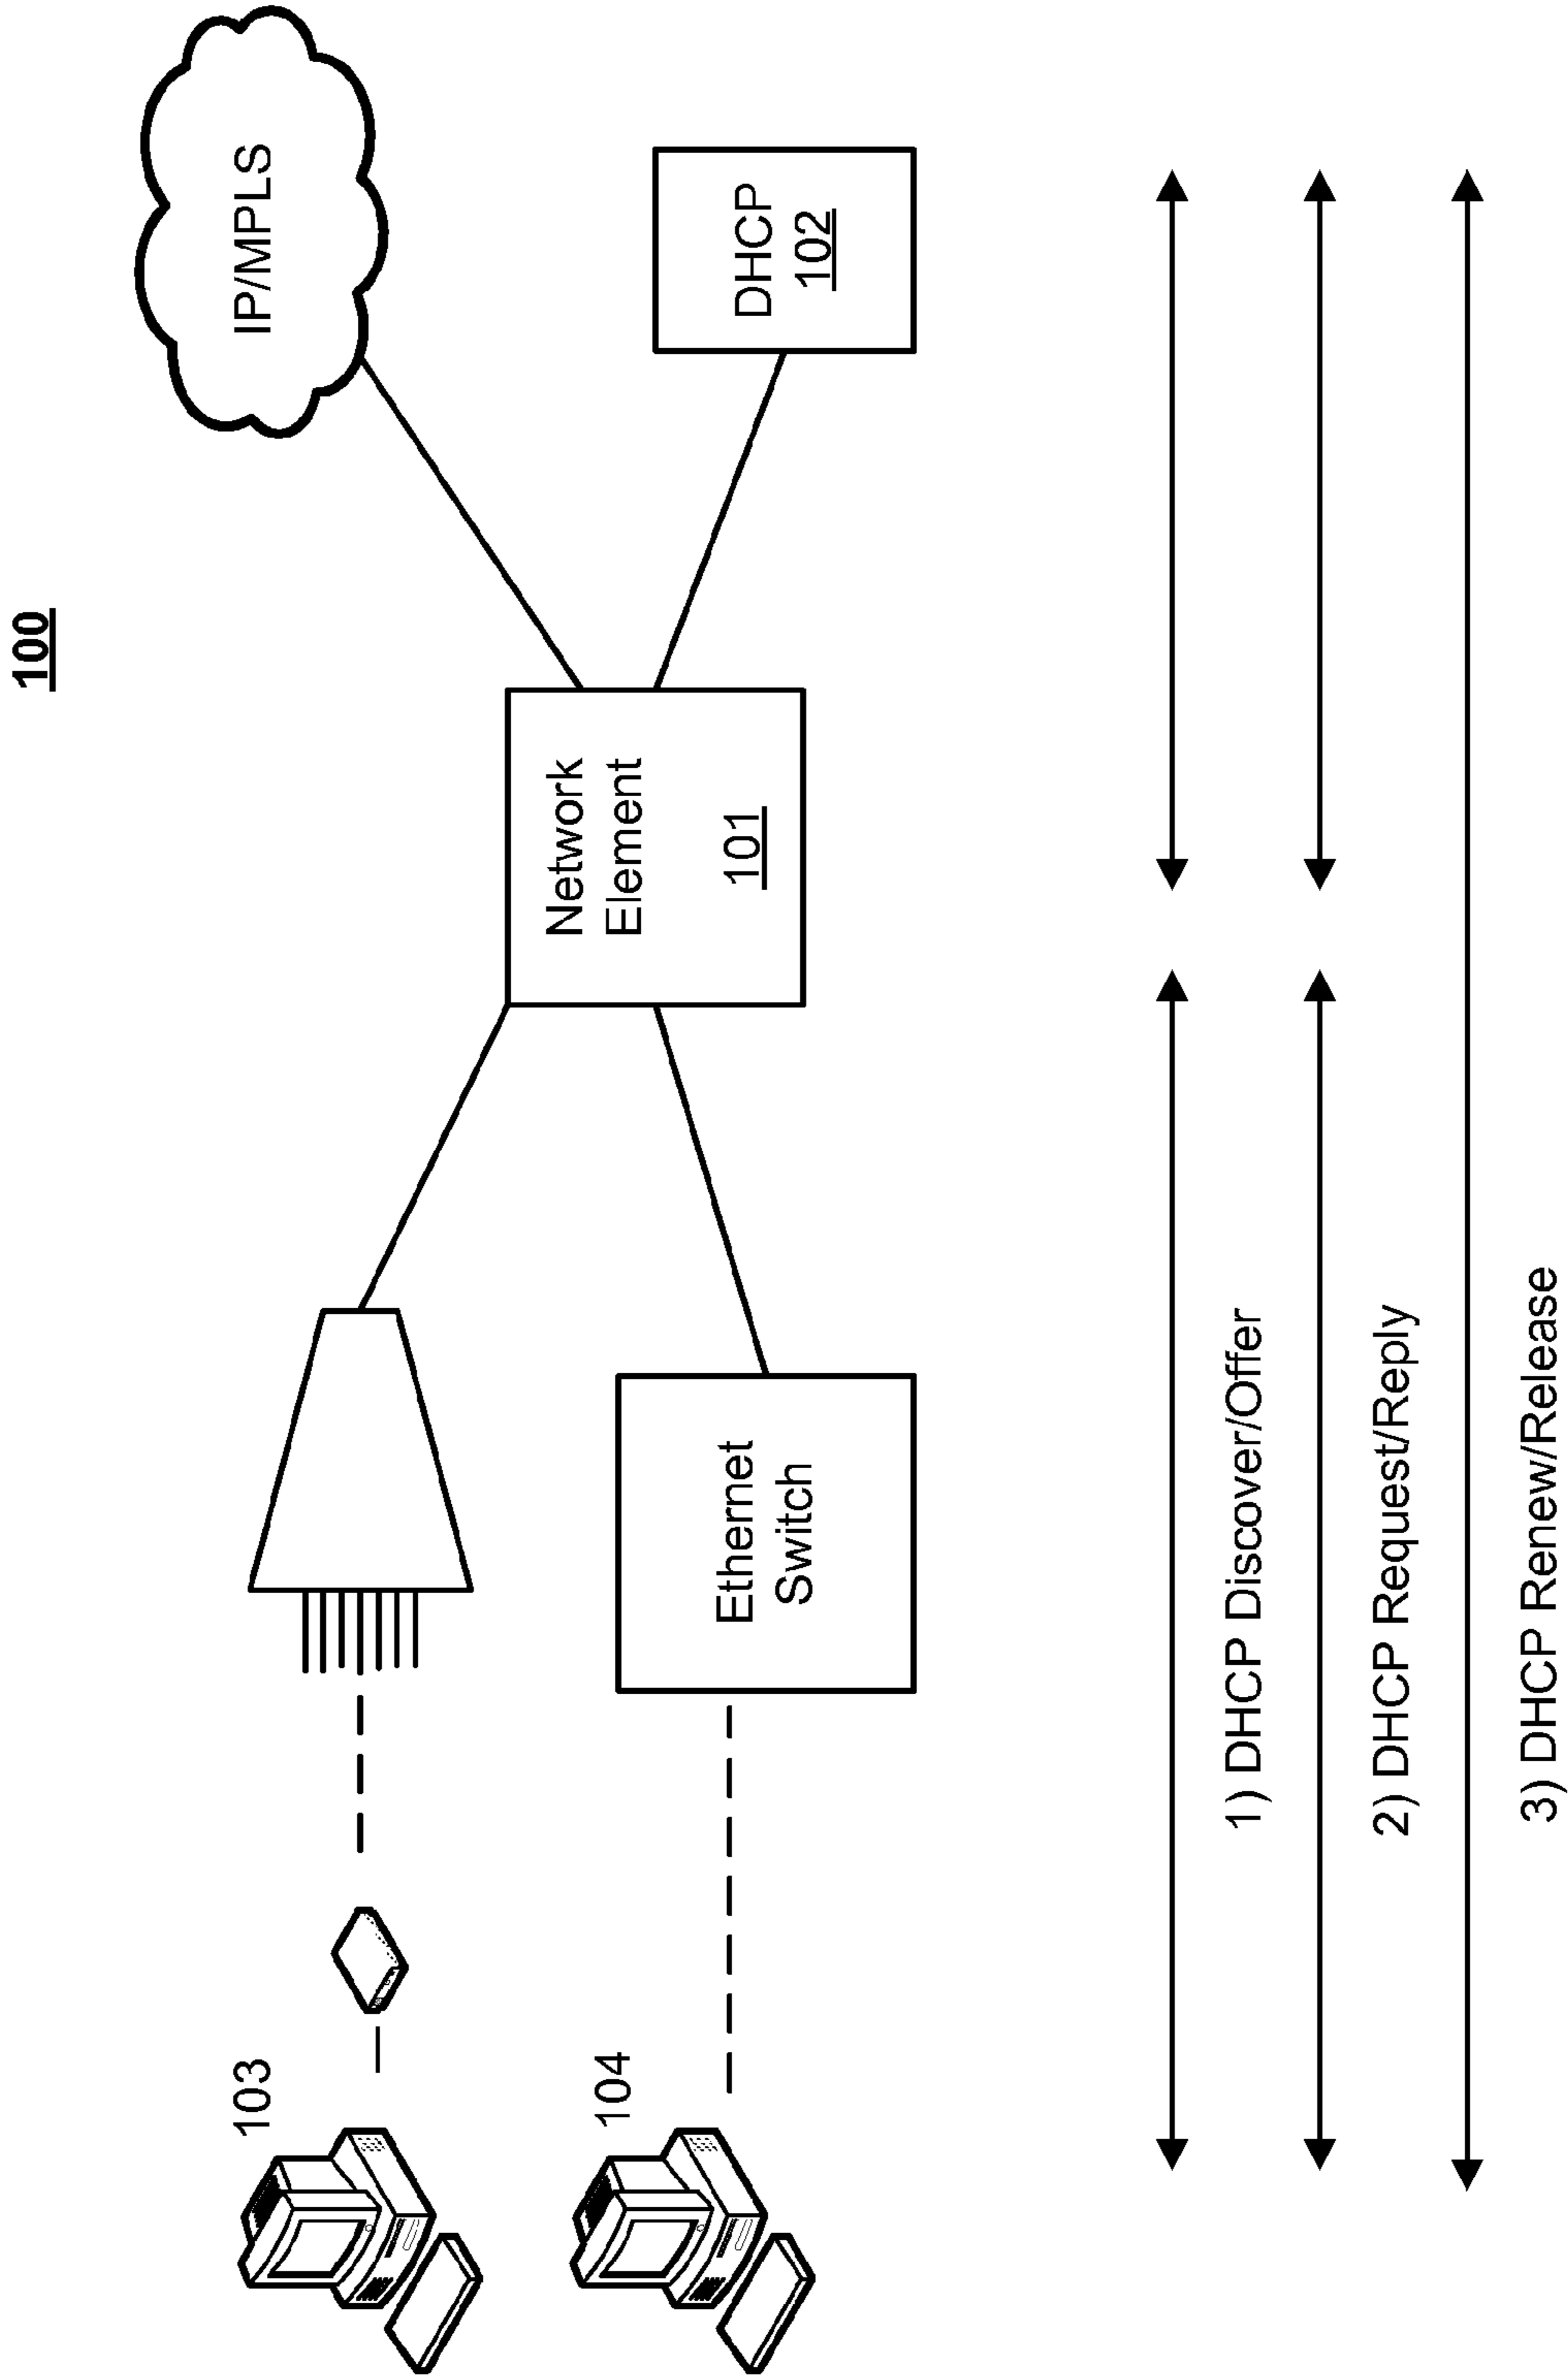 100
IP/MPLS
103
Network
Element
101
DHCP
102
104
Ethernet
Switch
1) DHCP Discover/Offer
2) DHCP Request/Reply
3) DHCP Renew/Release